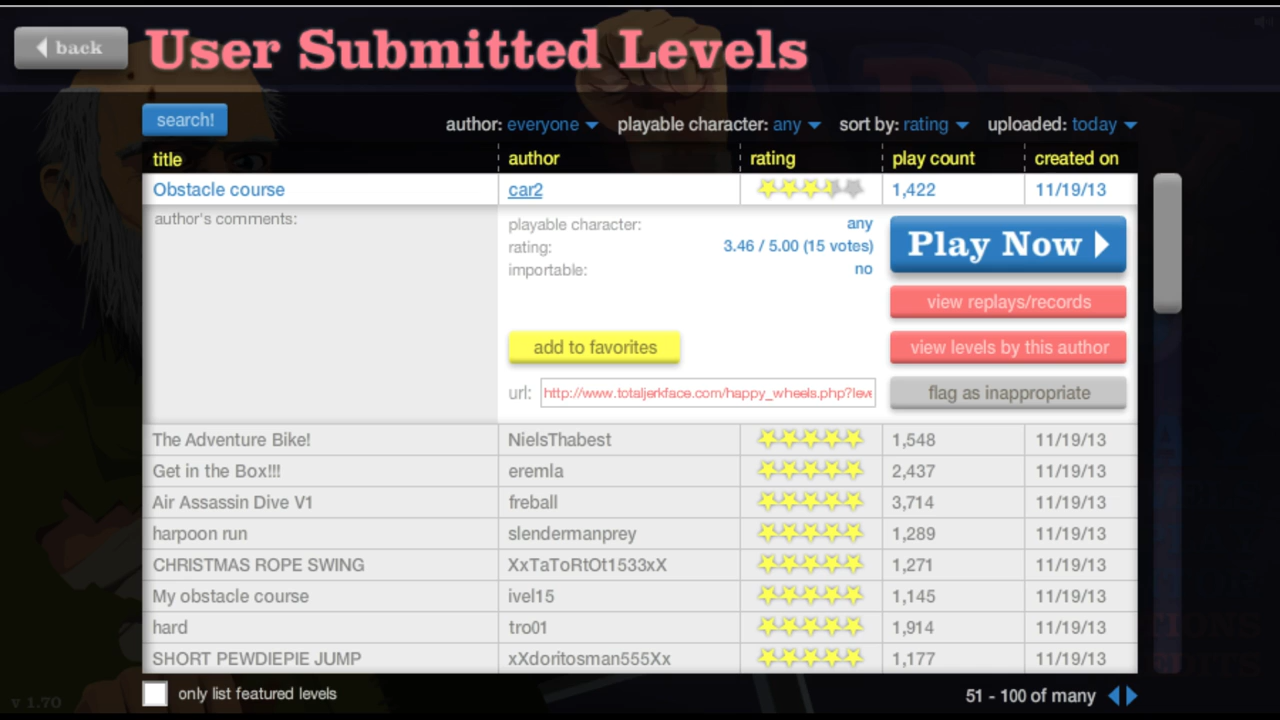 back
User Submitted Levels
search!
author: everyone playable character: any sort by: rating uploaded: today
title author rating play count created on
Obstacle course car2 1,422 11/19/13
author's comments:
playable character: any
rating: 3.46 / 5.00 (15 votes)
importable: no
Play Now
view replays/records
add to favorites
view levels by this author
url: http://www.totaljerkface.com/happy_wheels.php?leve
flag as inappropriate
The Adventure Bike! NielsThabest 1,548 11/19/13
Get in the Box!!! eremla 2,437 11/19/13
Air Assassin Dive V1 freball 3,714 11/19/13
harpoon run slendermanprey 1,289 11/19/13
CHRISTMAS ROPE SWING XxTaToRtOt1533xX 1,271 11/19/13
My obstacle course ivel15 1,145 11/19/13
hard tro01 1,914 11/19/13
SHORT PEWDIEPIE JUMP xXdoritosman555Xx 1,177 11/19/13
only list featured levels
51 - 100 of many
v 1.70